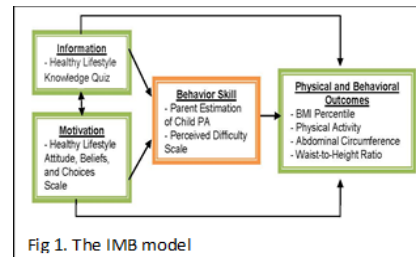 Information
- Healthy Lifestyle
Knowledge Quiz
Motivation
- Healthy Lifestyle
Attitude, Beliefs,
and Choices
Scale
Behavior Skill
- Parent Estimation
of Child PA
- Perceived Difficulty
Scale
Physical and Behavioral
Outcomes
- BMI Percentile
- Physical Activity
- Abdominal Circumference
- Waist-to-Height Ratio
Fig 1. The IMB model